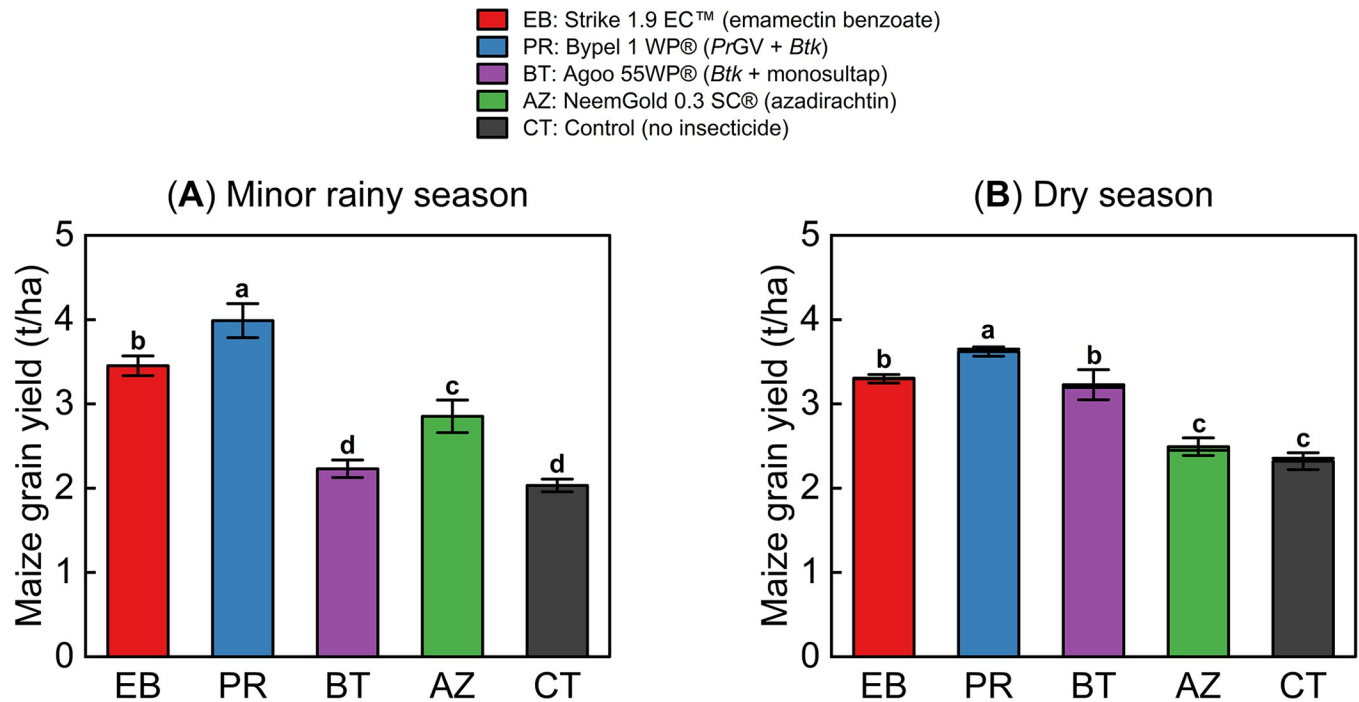 EB: Strike 1.9 EC™ (emamectin benzoate)
PR: Bypel 1 WP® (PrGV + Btk)
BT: Agoo 55WP® (Btk + monosultap)
AZ: NeemGold 0.3 SC® (azadirachtin)
CT: Control (no insecticide)
(A) Minor rainy season
Maize grain yield (t/ha)
5
4
3
2
1
0
b
a
d
c
d
EB PR BT AZ CT
(B) Dry season
Maize grain yield (t/ha)
5
4
3
2
1
0
b
a
b
c
c
EB PR BT AZ CT